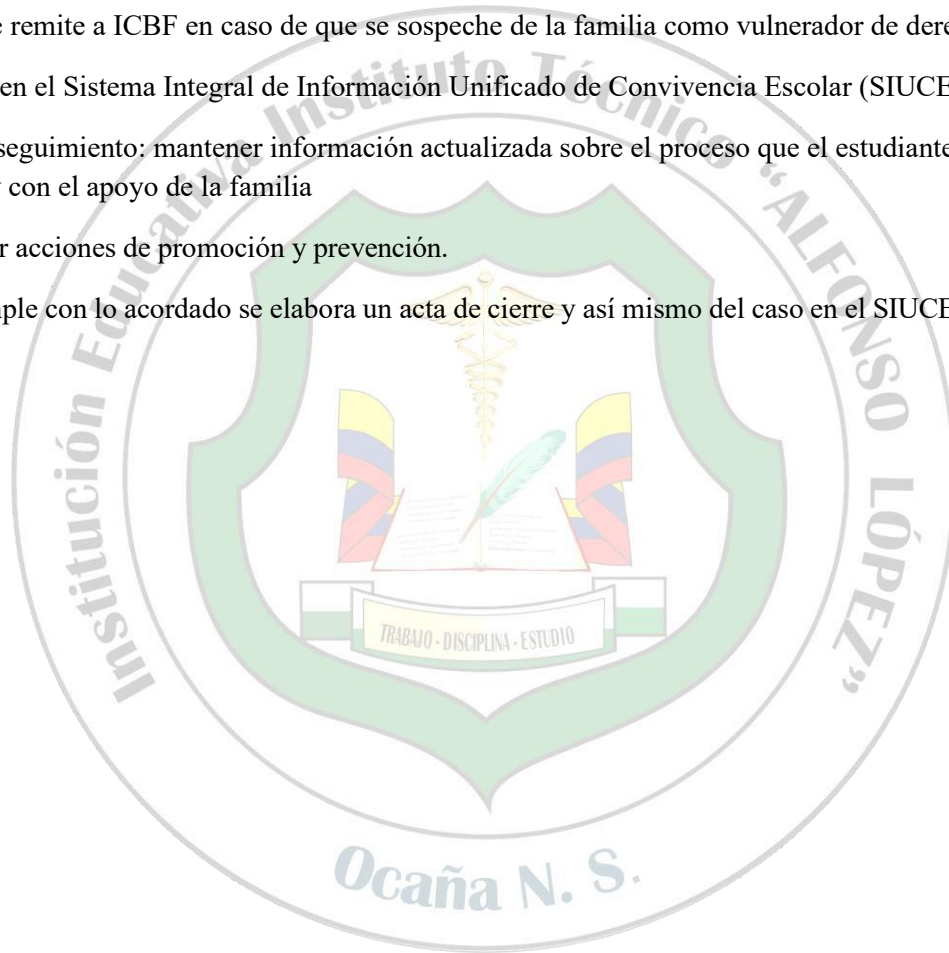 e remite a ICBF en caso de que se sospeche de la familia como vulnerador de dere
en el Sistema Integral de Información Unificado de Convivencia Escolar (SIUCE
seguimiento: mantener información actualizada sobre el proceso que el estudiante
y con el apoyo de la familia
r acciones de promoción y prevención.
ple con lo acordado se elabora un acta de cierre y así mismo del caso en el SIUCE
Institución Educativa Instituto Técnico “ALFONSO LÓPEZ”
TRABAJO - DISCIPLINA - ESTUDIO
Ocaña N. S.